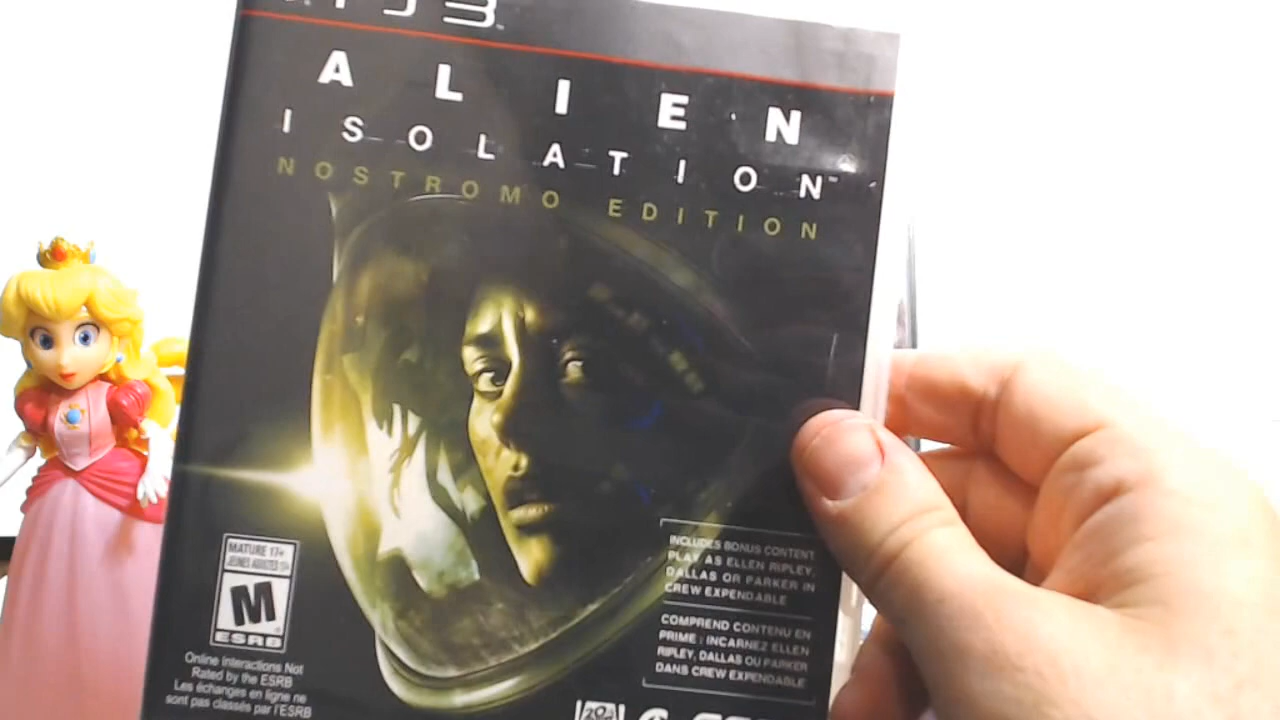 PS3
ALIEN
ISOLATION™
NOSTROMO EDITION
INCLUDES BONUS CONTENT
PLAY AS ELLEN RIPLEY,
DALLAS OR PARKER IN
CREW EXPENDABLE
COMPREND CONTENU EN
PRIME : INCARNEZ ELLEN
RIPLEY, DALLAS OU PARKER
DANS CREW EXPENDABLE
MATURE 17+
JEUNES ADULTES 17+
M
ESRB
Online Interactions Not
Rated by the ESRB
Les échanges en ligne ne
sont pas classés par l'ESRB
20th